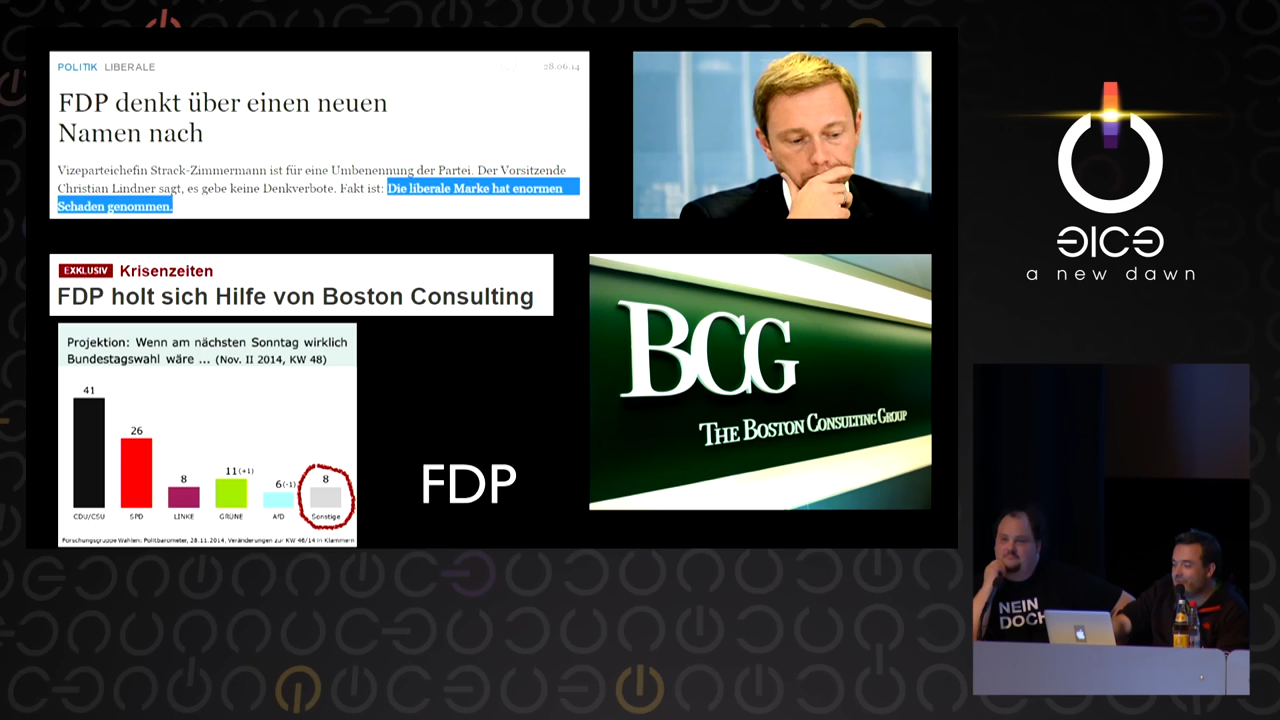 POLITIK LIBERALE
28.06.14
FDP denkt über einen neuen
Namen nach
Vizeparteichefin Strack-Zimmermann ist für eine Umbenennung der Partei. Der Vorsitzende
Christian Lindner sagt, es gebe keine Denkverbote. Fakt ist: Die liberale Marke hat enormen
Schaden genommen.
EXKLUSIV Krisenzeiten
FDP holt sich Hilfe von Boston Consulting
Projektion: Wenn am nächsten Sonntag wirklich
Bundestagswahl wäre ... (Nov. II 2014, KW 48)
41
26
8
11(+1)
6(-1)
8
CDU/CSU SPD LINKE GRÜNE AfD Sonstige
Forschungsgruppe Wahlen: Politbarometer, 28.11.2014, Veränderungen zur KW 46/14 in Klammern
FDP
BCG
THE BOSTON CONSULTING GROUP
a new dawn
NEIN
DOCH